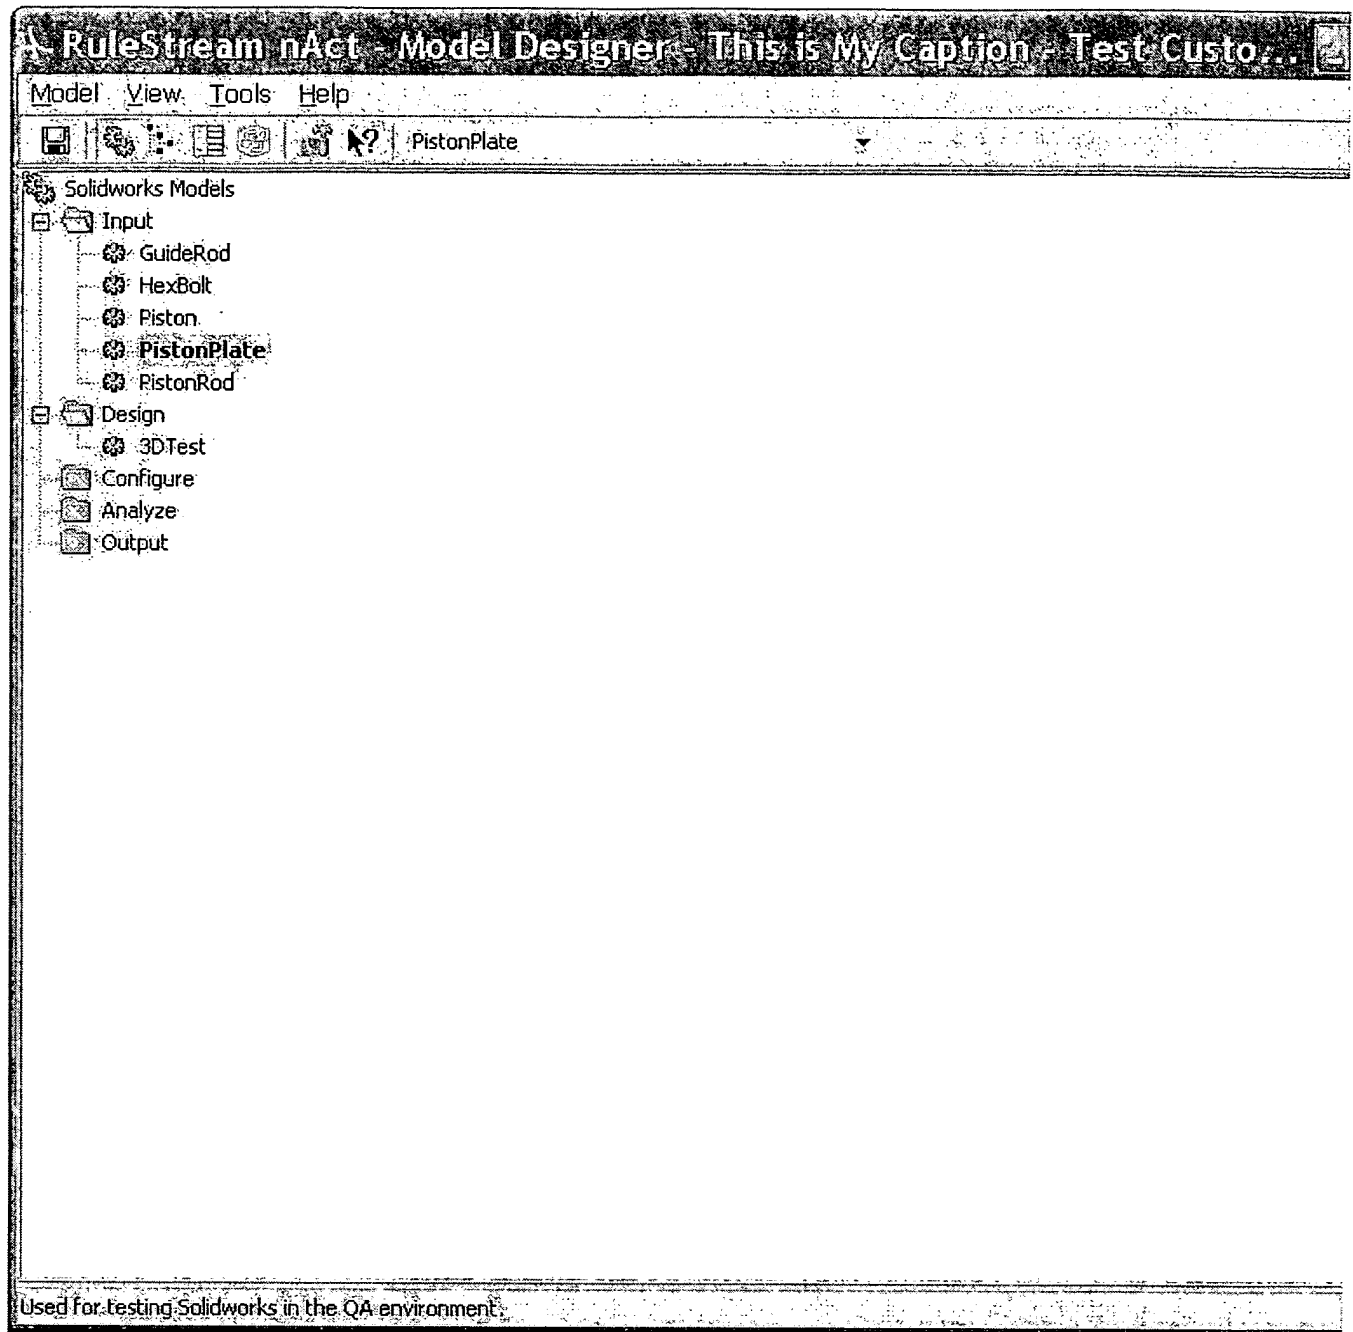 RuleStream nAct - Model Designer - This is My Caption - Test Custo...
Model View Tools Help
PistonPlate
Solidworks Models
Input
GuideRod
HexBolt
Piston
PistonPlate
PistonRod
Design
3DTest
Configure
Analyze
Output
Used for testing Solidworks in the QA environment.